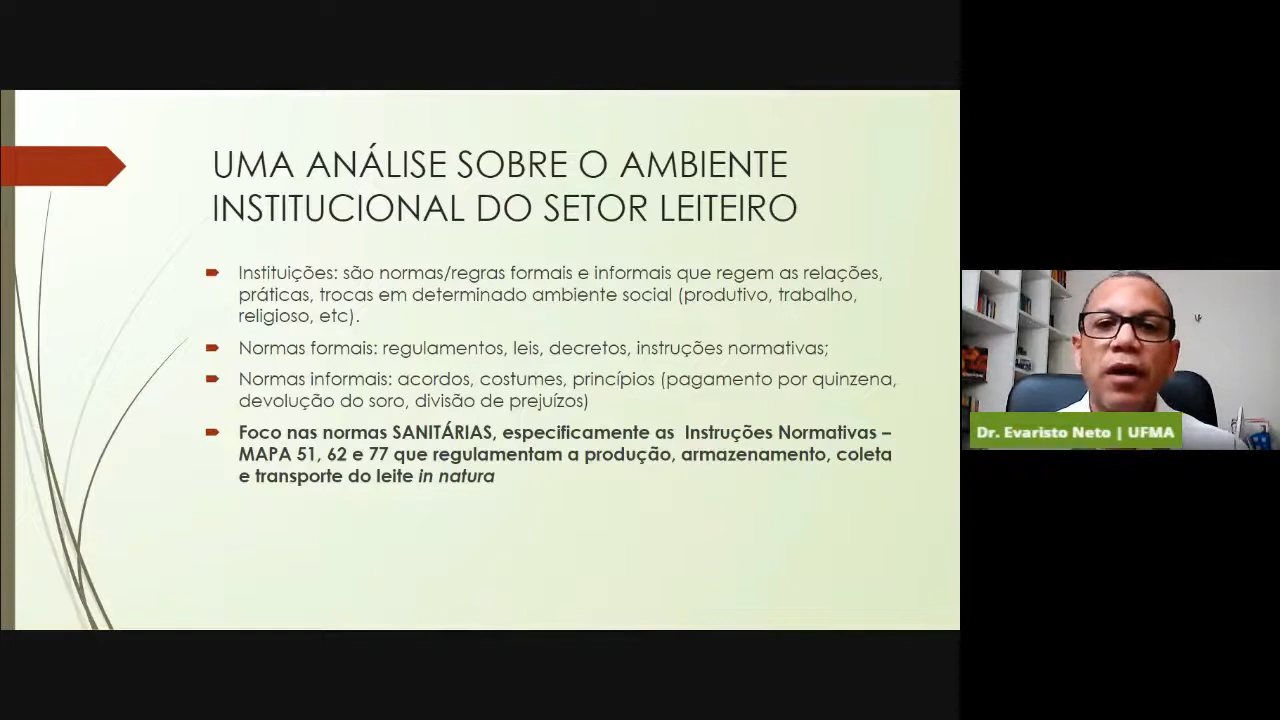 UMA ANÁLISE SOBRE O AMBIENTE
INSTITUCIONAL DO SETOR LEITEIRO
Instituições: são normas/regras formais e informais que regem as relações,
práticas, trocas em determinado ambiente social (produtivo, trabalho,
religioso, etc).
Normas formais: regulamentos, leis, decretos, instruções normativas;
Normas informais: acordos, costumes, princípios (pagamento por quinzena,
devolução do soro, divisão de prejuízos)
Foco nas normas SANITÁRIAS, especificamente as Instruções Normativas –
MAPA 51, 62 e 77 que regulamentam a produção, armazenamento, coleta
e transporte do leite in natura
Dr. Evaristo Neto | UFMA